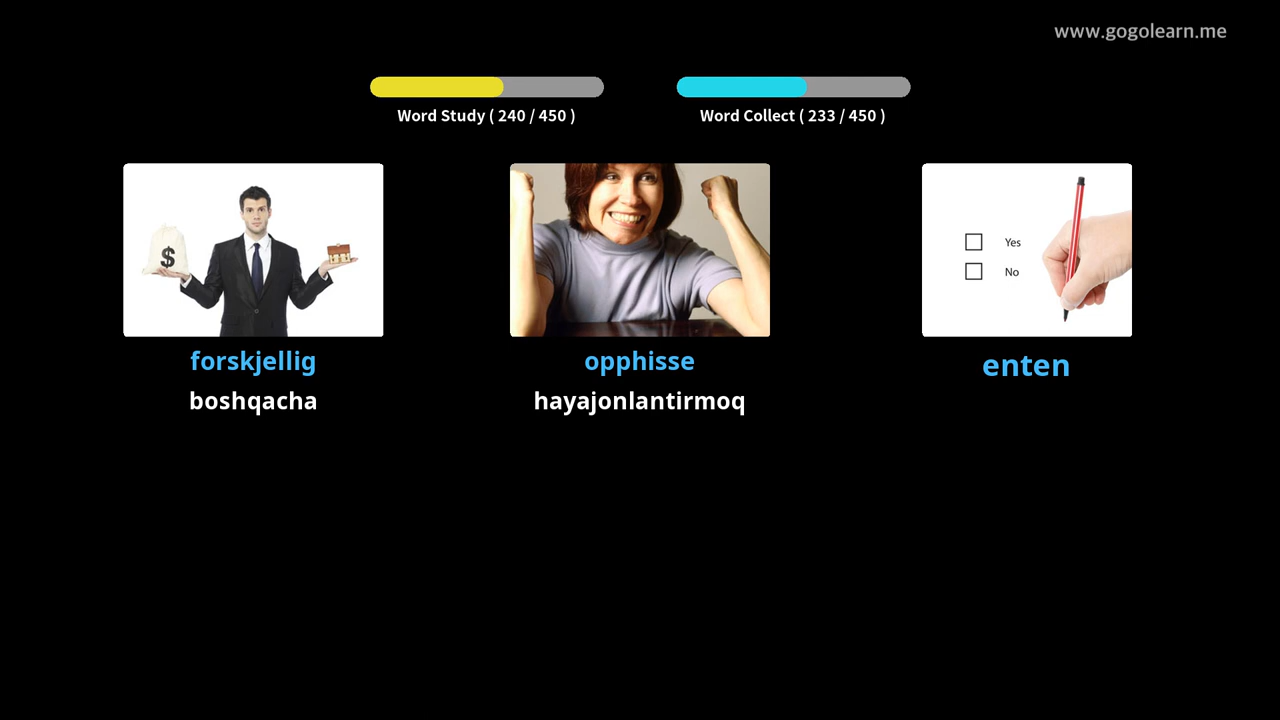 www.gogolearn.me
Word Study ( 240 / 450 )
Word Collect ( 233 / 450 )
$
Yes
No
forskjellig
opphisse
enten
boshqacha
hayajonlantirmoq